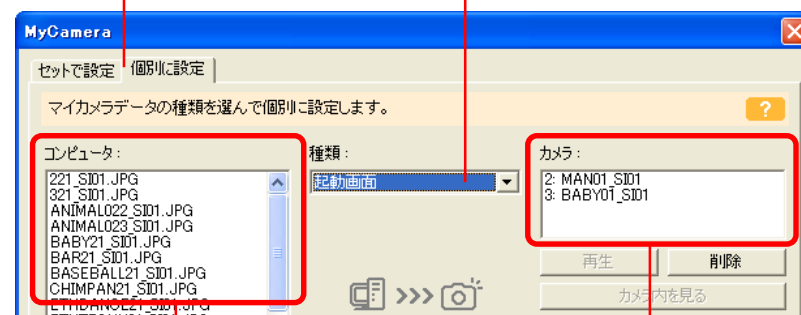 MyCamera
セットで設定 個別に設定
マイカメラデータの種類を選んで個別に設定します。
?
コンピュータ:
221_SI01.JPG
321_SI01.JPG
ANIMAL022_SI01.JPG
ANIMAL023_SI01.JPG
BABY21_SI01.JPG
BAR21_SI01.JPG
BASEBALL21_SI01.JPG
CHIMPAN21_SI01.JPG
ETHDANCE21_SI01.JPG
種類:
起動画面
カメラ:
2: MAN01_SI01
3: BABY01_SI01
再生 削除
カメラ内を見る